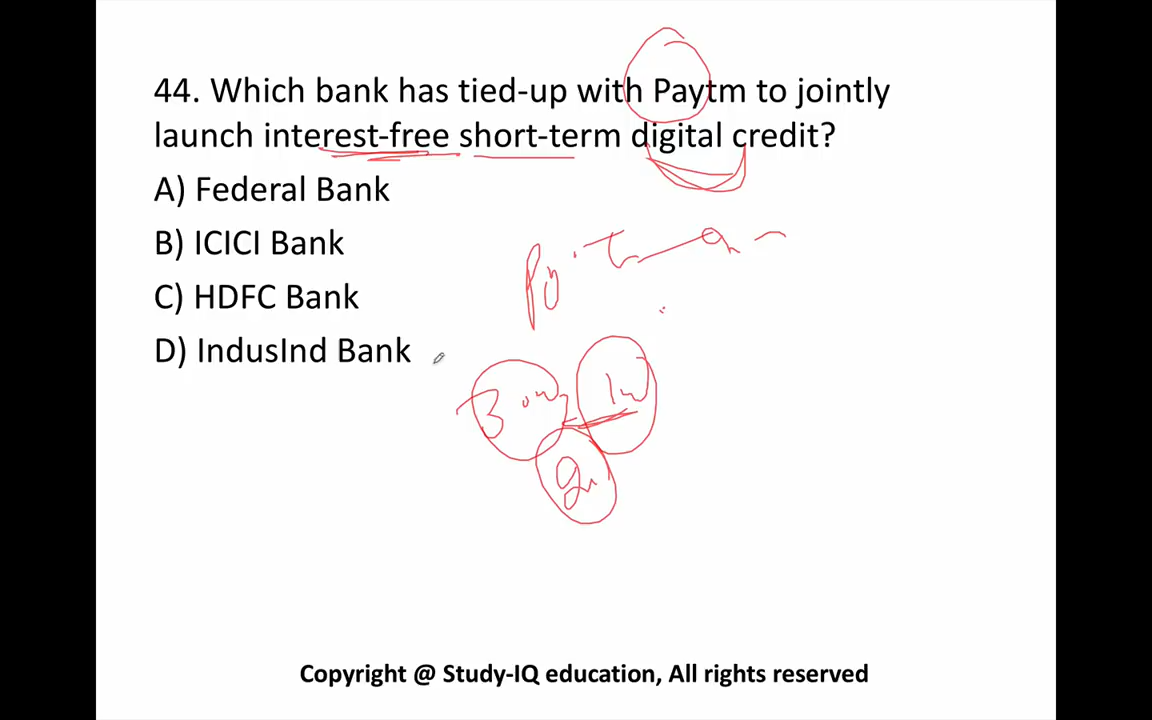 44. Which bank has tied-up with Paytm to jointly
launch interest-free short-term digital credit?
A) Federal Bank
B) ICICI Bank
C) HDFC Bank
D) IndusInd Bank
Copyright @ Study-IQ education, All rights reserved